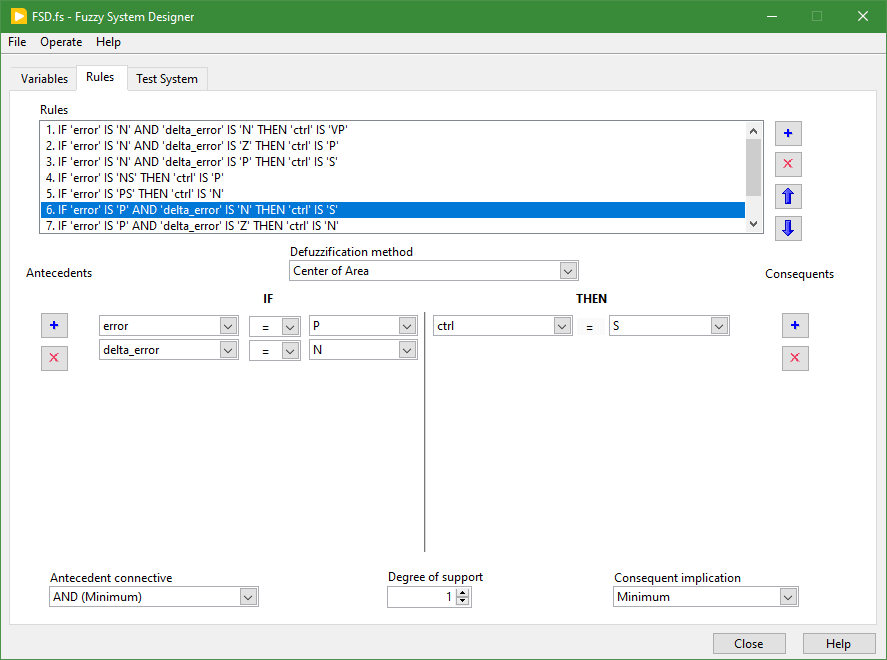 FSD.fs - Fuzzy System Designer
File Operate Help
Variables Rules Test System
Rules
1. IF 'error' IS 'N' AND 'delta_error' IS 'N' THEN 'ctrl' IS 'VP'
2. IF 'error' IS 'N' AND 'delta_error' IS 'Z' THEN 'ctrl' IS 'P'
3. IF 'error' IS 'N' AND 'delta_error' IS 'P' THEN 'ctrl' IS 'S'
4. IF 'error' IS 'NS' THEN 'ctrl' IS 'P'
5. IF 'error' IS 'PS' THEN 'ctrl' IS 'N'
6. IF 'error' IS 'P' AND 'delta_error' IS 'N' THEN 'ctrl' IS 'S'
7. IF 'error' IS 'P' AND 'delta_error' IS 'Z' THEN 'ctrl' IS 'N'
Defuzzification method
Center of Area
Antecedents Consequents
IF THEN
error = P ctrl = S
delta_error = N
Antecedent connective Degree of support Consequent implication
AND (Minimum) 1 Minimum
Close Help